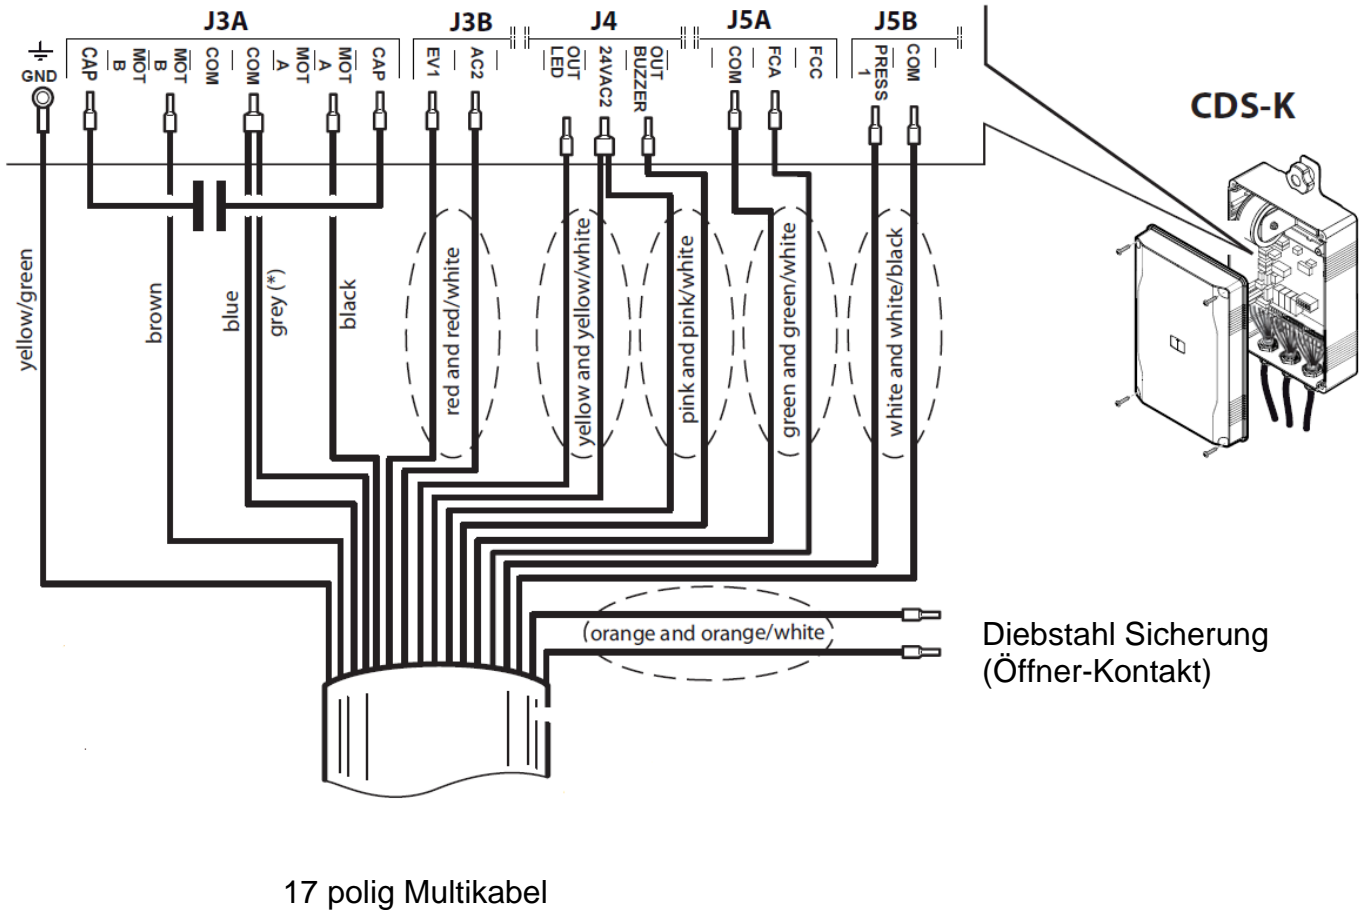 J3A
J3B
J4
J5A
J5B
GND
CAP
MOT
B
MOT
B
COM
COM
MOT
A
MOT
A
CAP
EV1
AC2
OUT
LED
24VAC2
OUT
BUZZER
COM
FCA
FCC
PRESS
1
COM
CDS-K
yellow/green
brown
blue
grey (*)
black
red and red/white
yellow and yellow/white
pink and pink/white
green and green/white
white and white/black
orange and orange/white
Diebstahl Sicherung
(Öffner-Kontakt)
17 polig Multikabel